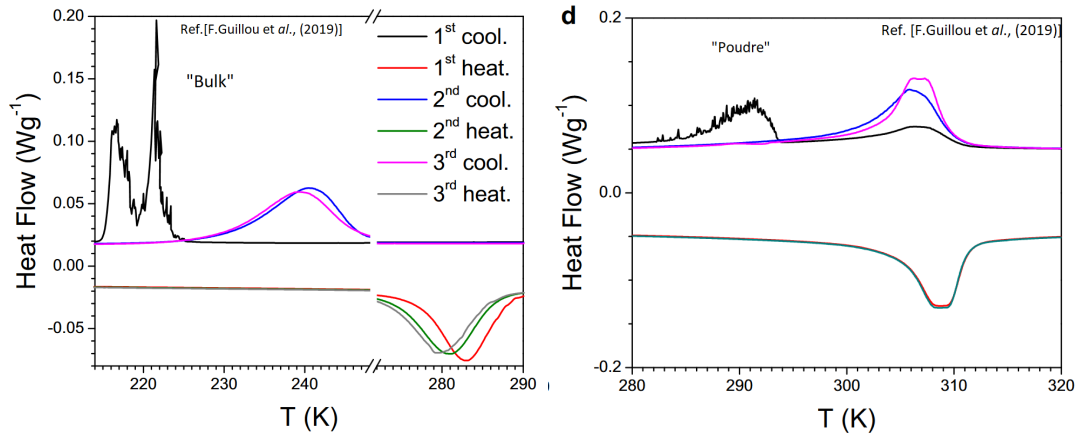 Ref.[F.Guillou et al., (2019)]
"Bulk"
1st cool.
1st heat.
2nd cool.
2nd heat.
3rd cool.
3rd heat.
0.20
0.15
0.10
0.05
0.00
-0.05
Heat Flow (Wg-1)
220 230 240 280 290
T (K)
d
Ref. [F.Guillou et al., (2019)]
"Poudre"
0.2
0.0
-0.2
Heat Flow (Wg-1)
280 290 300 310 320
T (K)